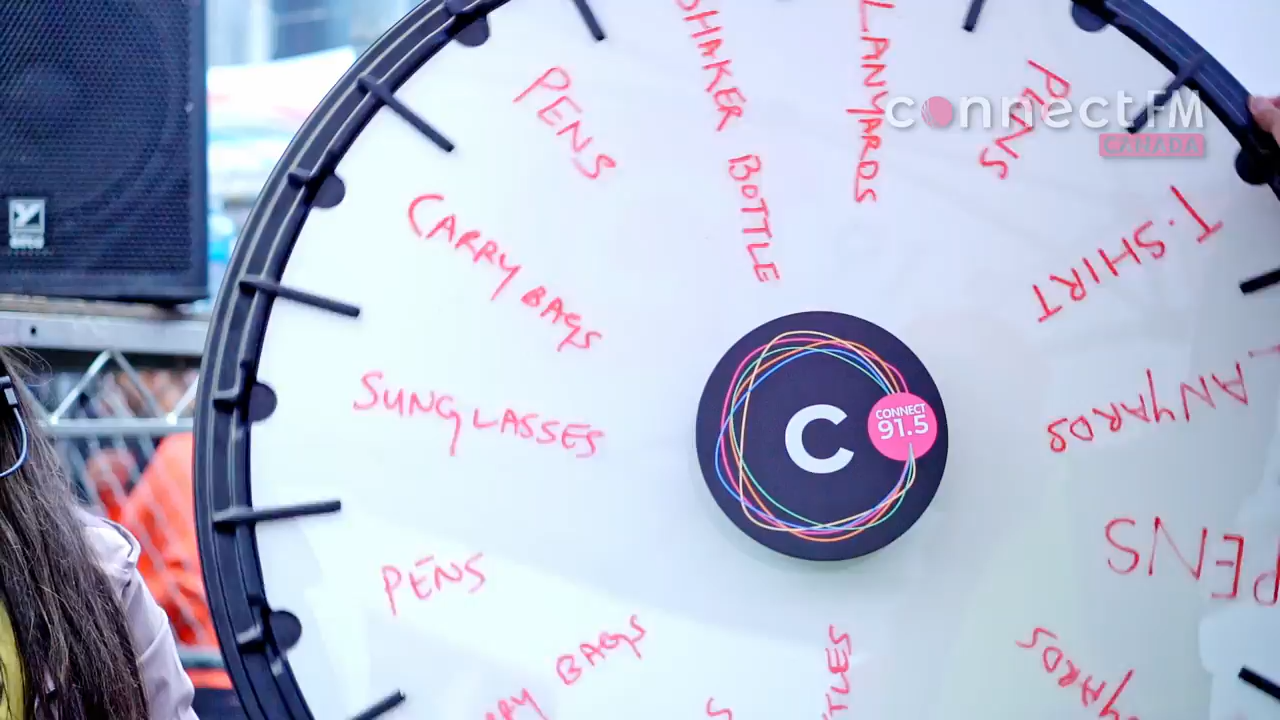 connectFM
CANADA
PENS
SHAKER BOTTLE
LANYARDS
PENS
T-SHIRT
LANYARDS
PENS
CARRY BAGS
SUNGLASSES
PENS
BAGS
C
CONNECT
91.5